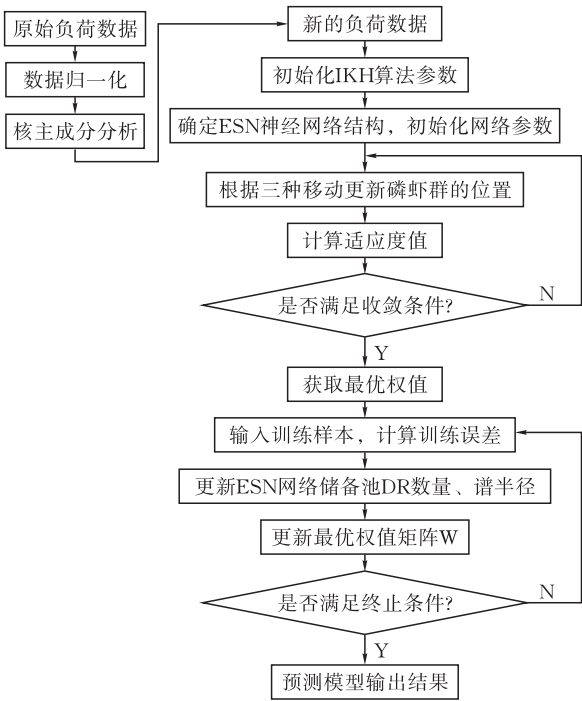 原始负荷数据
数据归一化
核主成分分析
新的负荷数据
初始化IKH算法参数
确定ESN神经网络结构，初始化网络参数
根据三种移动更新磷虾群的位置
计算适应度值
是否满足收敛条件?
N
Y
获取最优权值
输入训练样本，计算训练误差
更新ESN网络储备池DR数量、谱半径
更新最优权值矩阵W
是否满足终止条件?
N
Y
预测模型输出结果